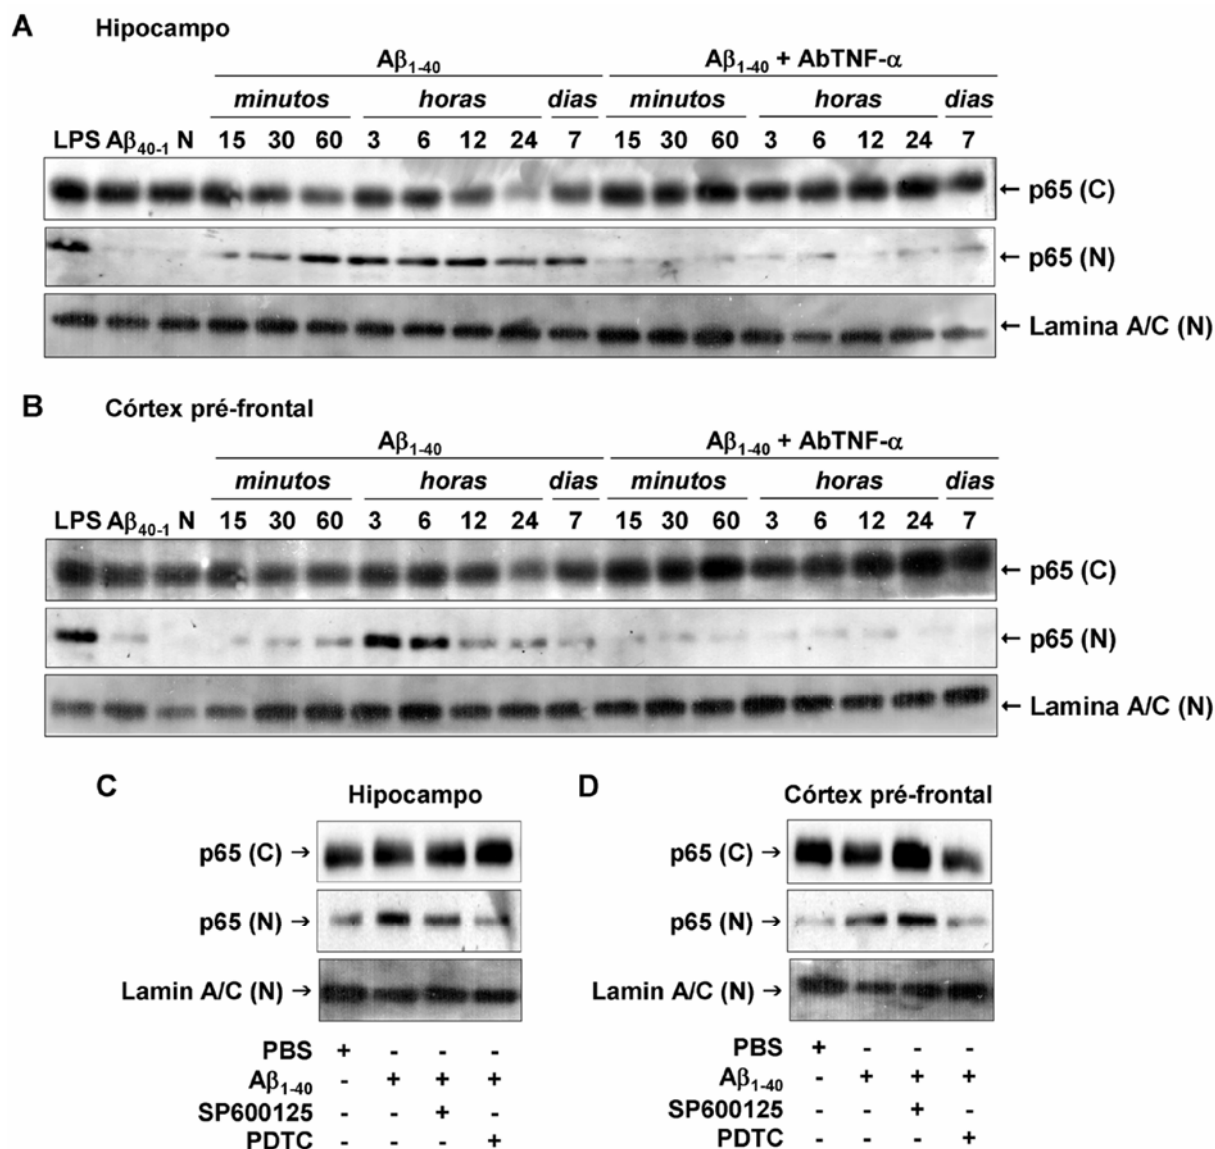 A Hipocampo
Aβ1-40 Aβ1-40 + AbTNF-α
minutos horas dias minutos horas dias
LPS Aβ40-1 N 15 30 60 3 6 12 24 7 15 30 60 3 6 12 24 7
← p65 (C)
← p65 (N)
← Lamina A/C (N)
B Córtex pré-frontal
Aβ1-40 Aβ1-40 + AbTNF-α
minutos horas dias minutos horas dias
LPS Aβ40-1 N 15 30 60 3 6 12 24 7 15 30 60 3 6 12 24 7
← p65 (C)
← p65 (N)
← Lamina A/C (N)
C Hipocampo
p65 (C) →
p65 (N) →
Lamin A/C (N) →
PBS + - - -
Aβ1-40 - + + +
SP600125 - - + -
PDTC - - - +
D Córtex pré-frontal
p65 (C) →
p65 (N) →
Lamin A/C (N) →
PBS + - - -
Aβ1-40 - + + +
SP600125 - - + -
PDTC - - - +